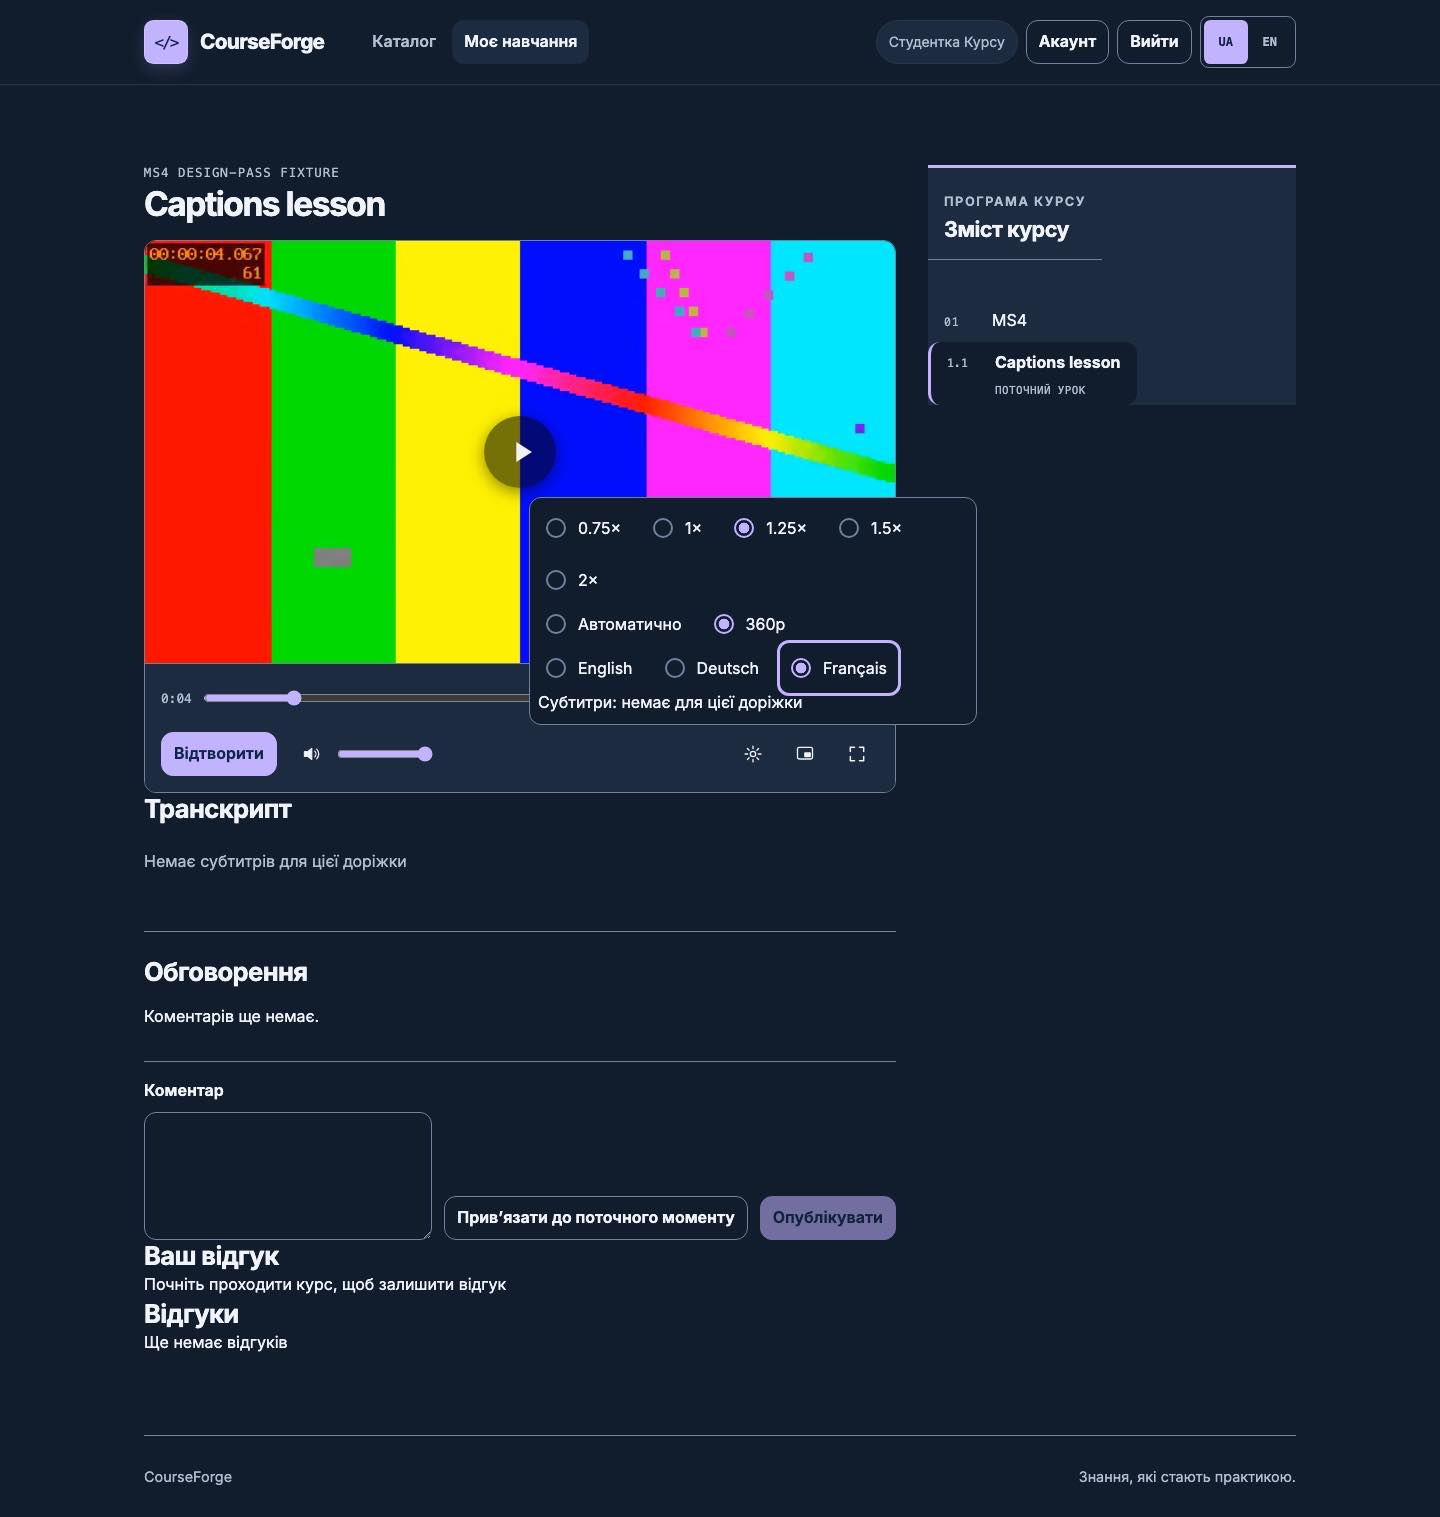 </> CourseForge Каталог Моє навчання Студентка Курсу Акаунт Вийти UA EN
MS4 DESIGN-PASS FIXTURE
Captions lesson
00:00:04.067
61
0.75× 1× 1.25× 1.5×
2×
Автоматично 360p
English Deutsch Français
Субтитри: немає для цієї доріжки
0:04
Відтворити
Транскрипт
Немає субтитрів для цієї доріжки
Обговорення
Коментарів ще немає.
Коментар
Прив’язати до поточного моменту Опублікувати
Ваш відгук
Почніть проходити курс, щоб залишити відгук
Відгуки
Ще немає відгуків
ПРОГРАМА КУРСУ
Зміст курсу
01 MS4
1.1 Captions lesson
ПОТОЧНИЙ УРОК
CourseForge Знання, які стають практикою.